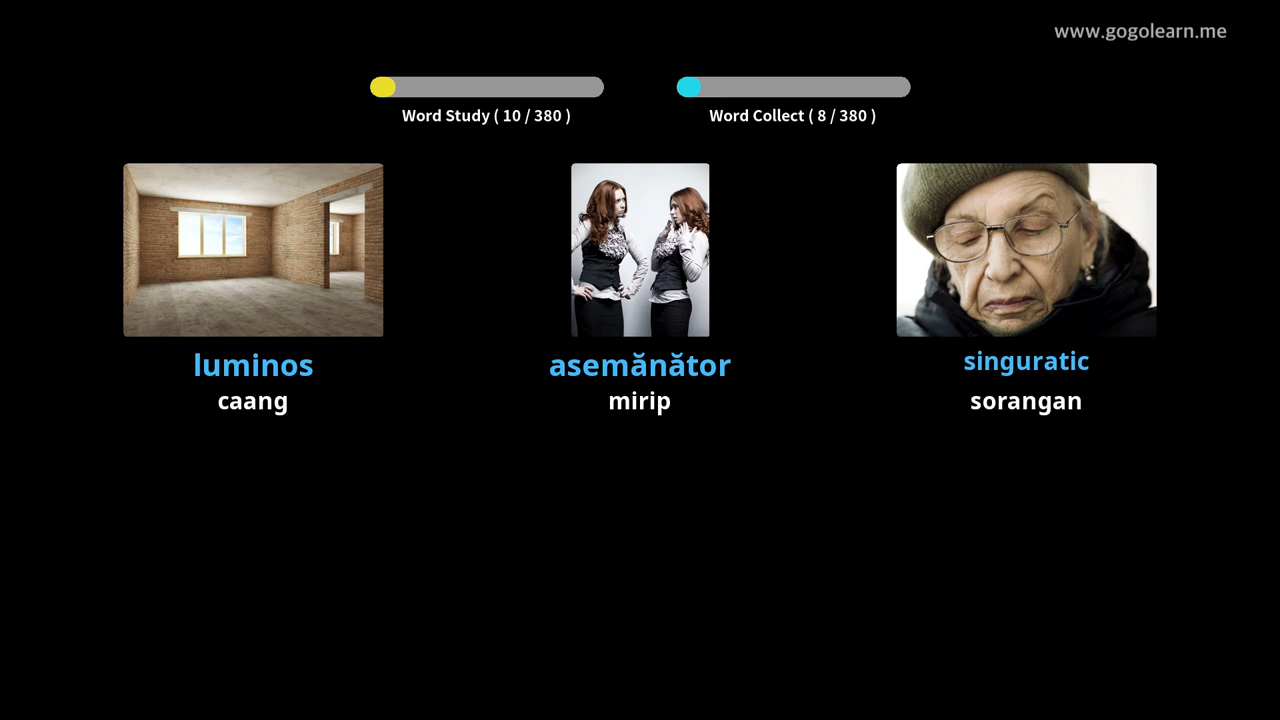 www.gogolearn.me
Word Study ( 10 / 380 )
Word Collect ( 8 / 380 )
luminos
caang
asemănător
mirip
singuratic
sorangan